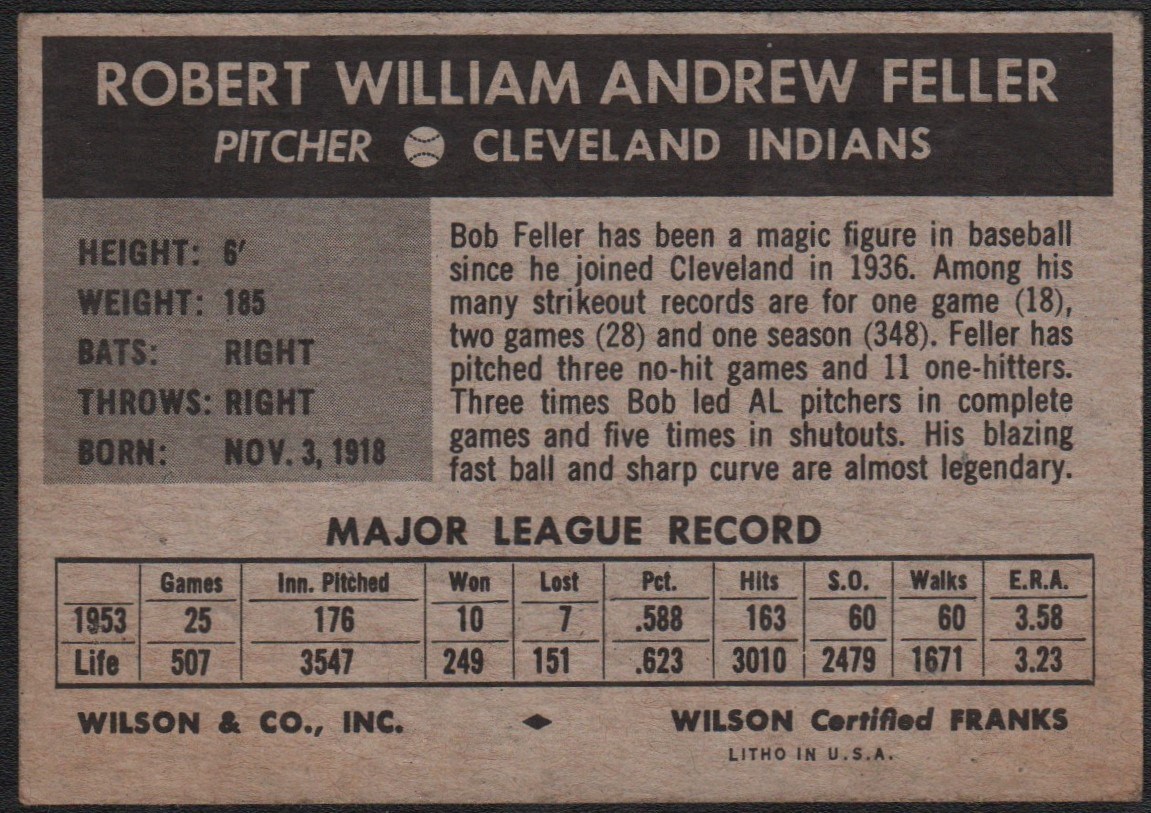 ROBERT WILLIAM ANDREW FELLER
PITCHER CLEVELAND INDIANS
HEIGHT: 6'
WEIGHT: 185
BATS: RIGHT
THROWS: RIGHT
BORN: NOV. 3, 1918
Bob Feller has been a magic figure in baseball
since he joined Cleveland in 1936. Among his
many strikeout records are for one game (18),
two games (28) and one season (348). Feller has
pitched three no-hit games and 11 one-hitters.
Three times Bob led AL pitchers in complete
games and five times in shutouts. His blazing
fast ball and sharp curve are almost legendary.
MAJOR LEAGUE RECORD
Games Inn. Pitched Won Lost Pct. Hits S.O. Walks E.R.A.
1953 25 176 10 7 .588 163 60 60 3.58
Life 507 3547 249 151 .623 3010 2479 1671 3.23
WILSON & CO., INC. WILSON Certified FRANKS
LITHO IN U.S.A.